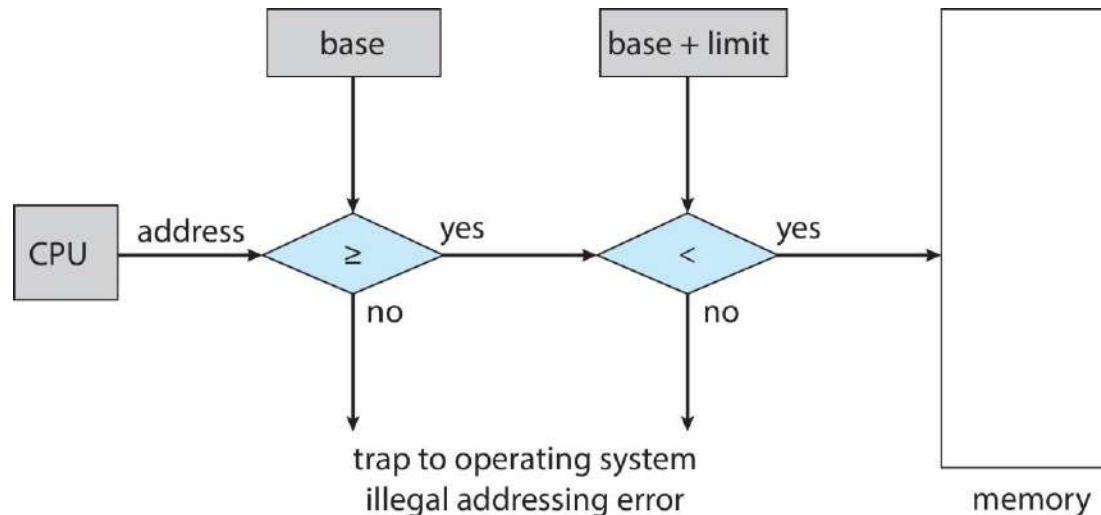 base
base + limit
CPU
address
≥
yes
<
yes
no
no
trap to operating system
illegal addressing error
memory